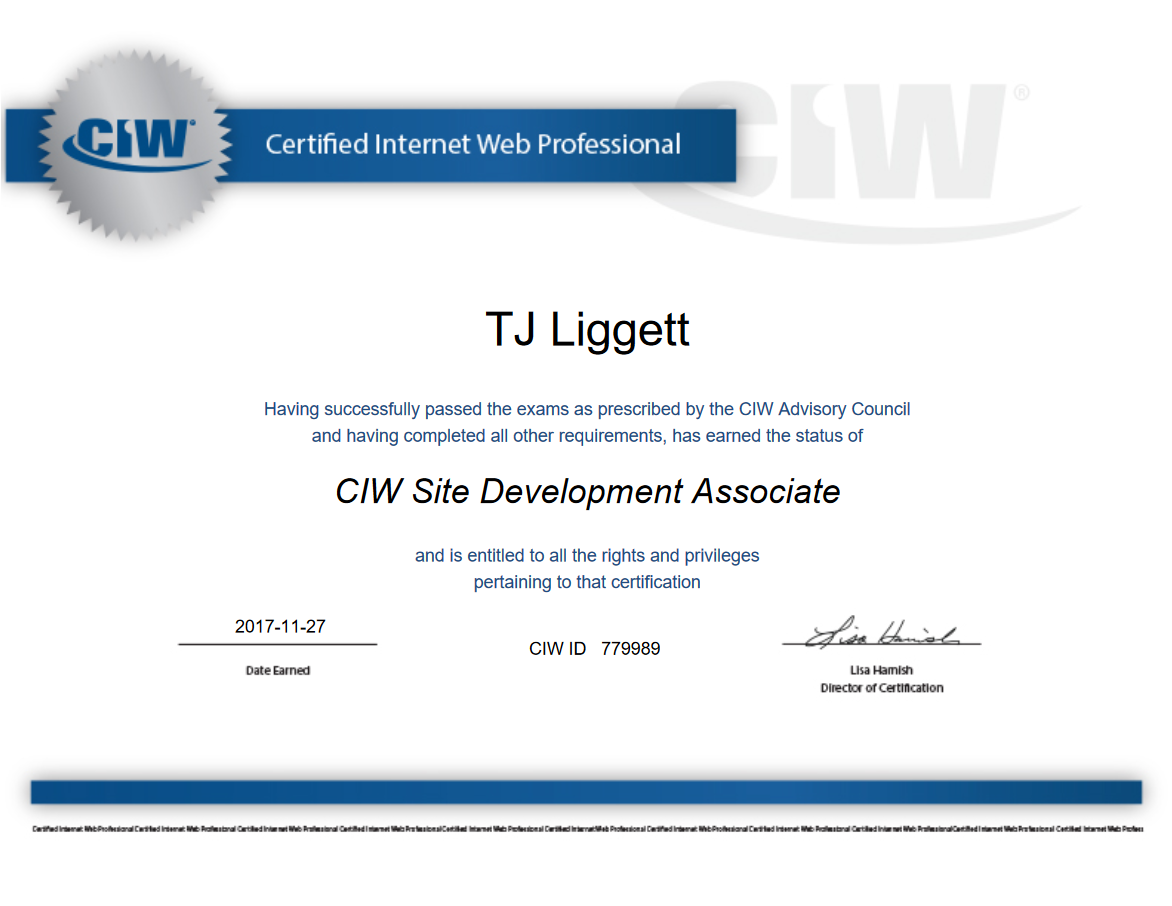 CIW®
Certified Internet Web Professional
CIW®
TJ Liggett
Having successfully passed the exams as prescribed by the CIW Advisory Council
and having completed all other requirements, has earned the status of
CIW Site Development Associate
and is entitled to all the rights and privileges
pertaining to that certification
2017-11-27
Date Earned
CIW ID 779989
Lisa Hamish
Lisa Hamish
Director of Certification
Certified Internet Web Professional Certified Internet Web Professional Certified Internet Web Professional Certified Internet Web Professional Certified Internet Web Professional Certified Internet Web Professional Certified Internet Web Professional Certified Internet Web Professional Certified Internet Web Professional Certified Internet Web Professional Certified Internet Web Profess